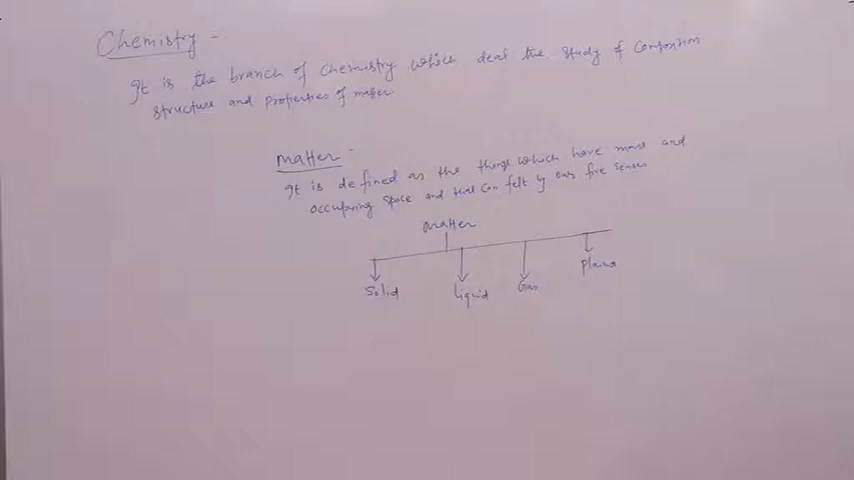 Chemistry -
It is the branch of chemistry which deal the study of Composition
structure and properties of matter.
matter -
It is defined as the things which have mass and
occupying space and that can felt by our five senses
matter
Solid liquid Gas Plasma